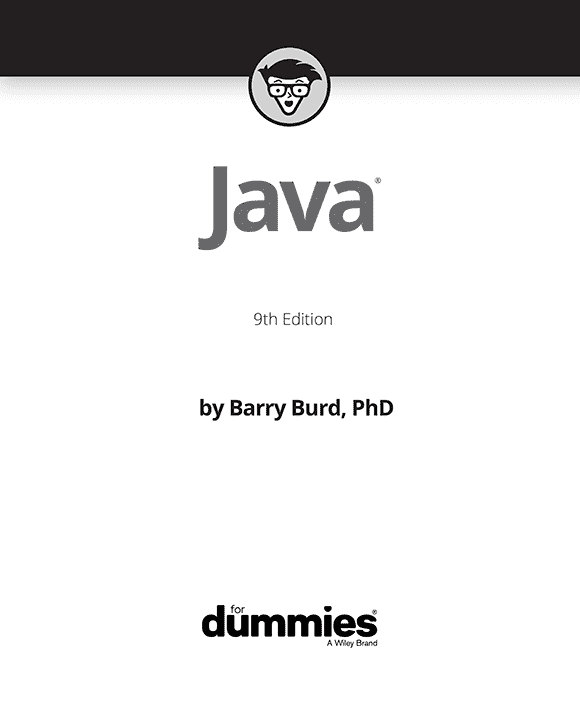 Java®
9th Edition
by Barry Burd, PhD
for
dummies®
A Wiley Brand